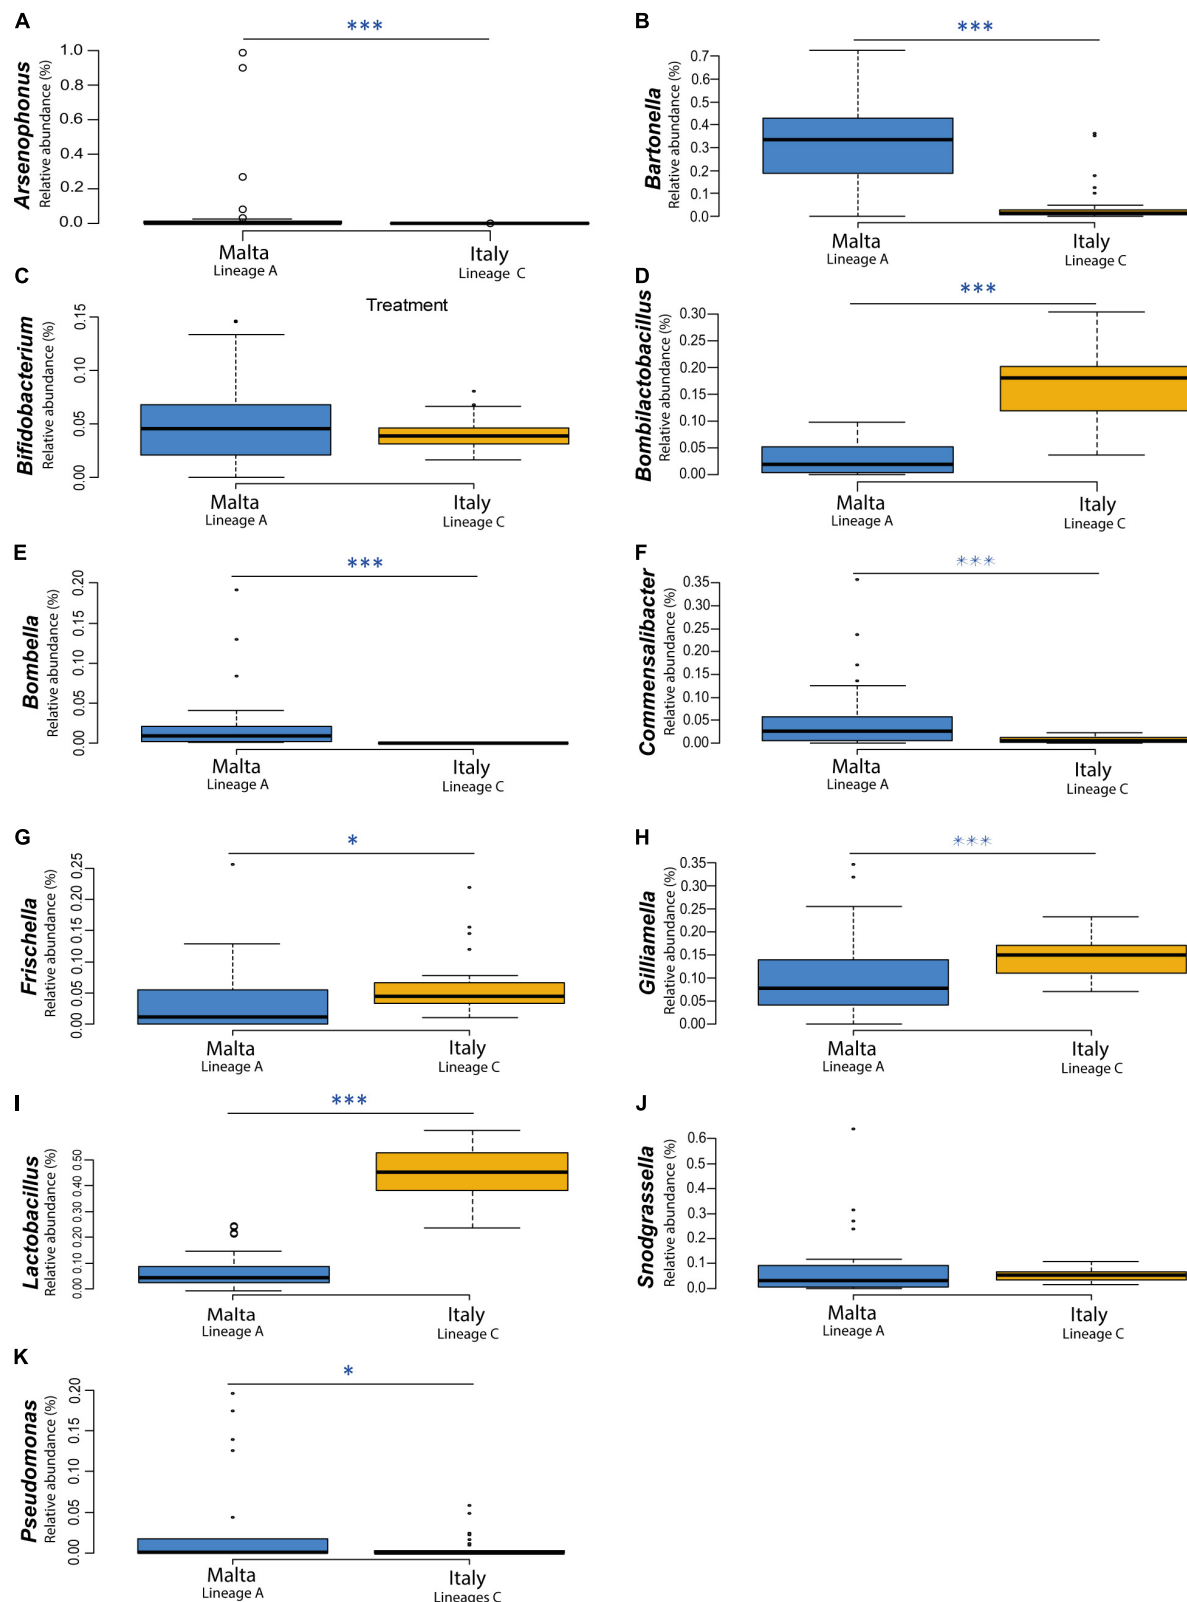 A
***
Arsenophonus
Relative abundance (%)
1.0
0.8
0.6
0.4
0.2
0.0
Malta
Lineage A
Italy
Lineage C
B
***
Bartonella
Relative abundance (%)
0.7
0.6
0.5
0.4
0.3
0.2
0.1
0.0
Malta
Lineage A
Italy
Lineage C
C
Treatment
Bifidobacterium
Relative abundance (%)
0.15
0.10
0.05
0.00
Malta
Lineage A
Italy
Lineage C
D
***
Bombilactobacillus
Relative abundance (%)
0.30
0.25
0.20
0.15
0.10
0.05
0.00
Malta
Lineage A
Italy
Lineage C
E
***
Bombella
Relative abundance (%)
0.20
0.15
0.10
0.05
0.00
Malta
Lineage A
Italy
Lineage C
F
***
Commensalibacter
Relative abundance (%)
0.35
0.30
0.25
0.20
0.15
0.10
0.05
0.00
Malta
Lineage A
Italy
Lineage C
G
*
Frischella
Relative abundance (%)
0.25
0.20
0.15
0.10
0.05
0.00
Malta
Lineage A
Italy
Lineage C
H
***
Gilliamella
Relative abundance (%)
0.35
0.30
0.25
0.20
0.15
0.10
0.05
0.00
Malta
Lineage A
Italy
Lineage C
I
***
Lactobacillus
Relative abundance (%)
0.50
0.40
0.30
0.20
0.10
0.00
Malta
Lineage A
Italy
Lineage C
J
Snodgrassella
Relative abundance (%)
0.6
0.5
0.4
0.3
0.2
0.1
0.0
Malta
Lineage A
Italy
Lineage C
K
*
Pseudomonas
Relative abundance (%)
0.20
0.15
0.10
0.05
0.00
Malta
Lineage A
Italy
Lineages C